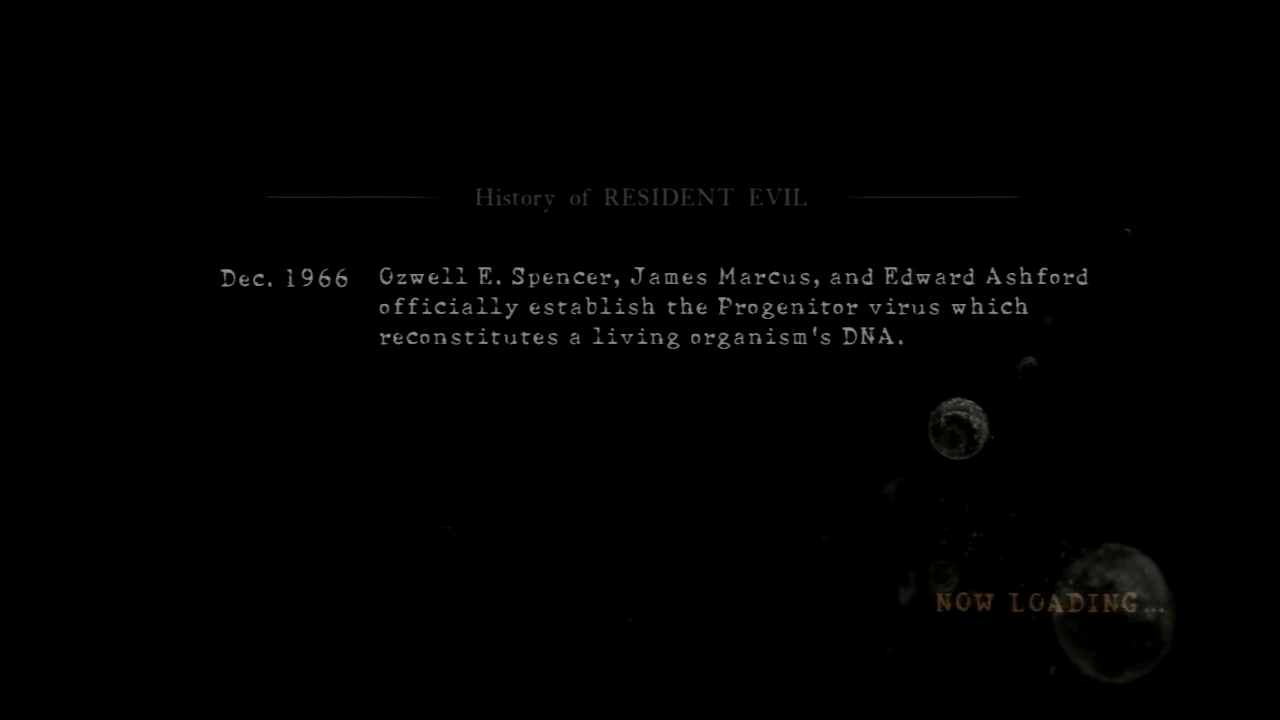 History of RESIDENT EVIL
Dec. 1966 Ozwell E. Spencer, James Marcus, and Edward Ashford
officially establish the Progenitor virus which
reconstitutes a living organism's DNA.
NOW LOADING...